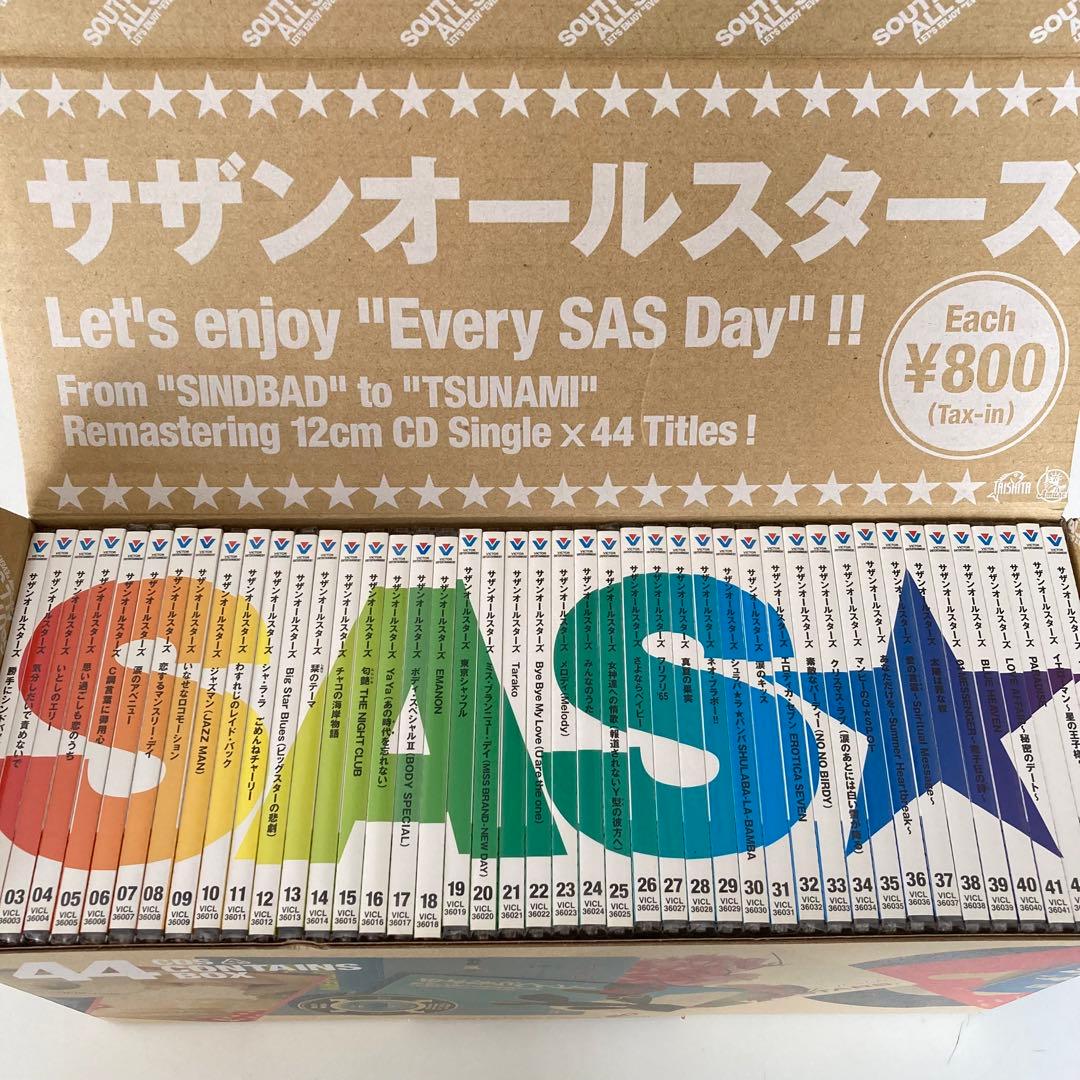 SOUTH
ALL S
LET'S ENJOY "EVE
サザンオールスターズ
Let's enjoy "Every SAS Day"!!
From "SINDBAD" to "TSUNAMI"
Remastering 12cm CD Single × 44 Titles!
Each
¥800
(Tax-in)
TAISHITA
サザンオールスターズ 勝手にシンドバッ 03 VICL 36003
サザンオールスターズ 気分しだいで責めないで 04 VICL 36004
サザンオールスターズ いとしのエリー 05 VICL 36005
サザンオールスターズ 思い過ごしも恋のうち 06 VICL 36006
サザンオールスターズ C調言葉に御用心 07 VICL 36007
サザンオールスターズ 涙のアベニュー 08 VICL 36008
サザンオールスターズ 恋するマンスリー・デイ 09 VICL 36009
サザンオールスターズ いなせなロコモーション 10 VICL 36010
サザンオールスターズ ジャズマン(JAZZ MAN) 11 VICL 36011
サザンオールスターズ わすれじのレイド・バック 12 VICL 36012
サザンオールスターズ シャ・ラ・ラ ごめんねチャーリー 13 VICL 36013
サザンオールスターズ Big Star Blues(ビッグスターの悲劇) 14 VICL 36014
サザンオールスターズ 栞のテーマ 15 VICL 36015
サザンオールスターズ チャコの海岸物語 16 VICL 36016
サザンオールスターズ 匂艶 THE NIGHT CLUB 17 VICL 36017
サザンオールスターズ Ya Ya(あの時代を忘れない) 18 VICL 36018
サザンオールスターズ ボディ・スペシャルII(BODY SPECIAL) 19 VICL 36019
サザンオールスターズ EMANON 20 VICL 36020
サザンオールスターズ 東京シャッフル 21 VICL 36021
サザンオールスターズ ミス・ブランニュー・デイ(MISS BRAND-NEW DAY) 22 VICL 36022
サザンオールスターズ Tarako 23 VICL 36023
サザンオールスターズ Bye Bye My Love(U are the one) 24 VICL 36024
サザンオールスターズ メロディ(Melody) 25 VICL 36025
サザンオールスターズ みんなのうた 26 VICL 36026
サザンオールスターズ 女神達への情歌(報道されないY型の彼方へ) 27 VICL 36027
サザンオールスターズ さよならベイビー 28 VICL 36028
サザンオールスターズ フリフリ'65 29 VICL 36029
サザンオールスターズ 真夏の果実 30 VICL 36030
サザンオールスターズ ネオ・ブラボー!! 31 VICL 36031
サザンオールスターズ シュラバ★ラ★バンバ SHULABA-LA-BAMBA 32 VICL 36032
サザンオールスターズ 涙のキッス 33 VICL 36033
サザンオールスターズ エロティカ・セブン EROTICA SEVEN 34 VICL 36034
サザンオールスターズ 素敵なバーディー(NO NO BIRDY) 35 VICL 36035
サザンオールスターズ クリスマス・ラブ(涙のあとには白い雪が降る) 36 VICL 36036
サザンオールスターズ マンピーのG★SPOT 37 VICL 36037
サザンオールスターズ あなただけを~Summer Heartbreak~ 38 VICL 36038
サザンオールスターズ 愛の言霊~Spiritual Message~ 39 VICL 36039
サザンオールスターズ 太陽は罪な奴 40 VICL 36040
サザンオールスターズ 41 VICL 36041
サザンオールスターズ BLUE HEAVEN
サザンオールスターズ LOVE AFFAIR~秘密のデート~
サザンオールスターズ PARADISE
サザンオールスターズ イエ マン~星の王子様
44 CDS CONTAINS BOX